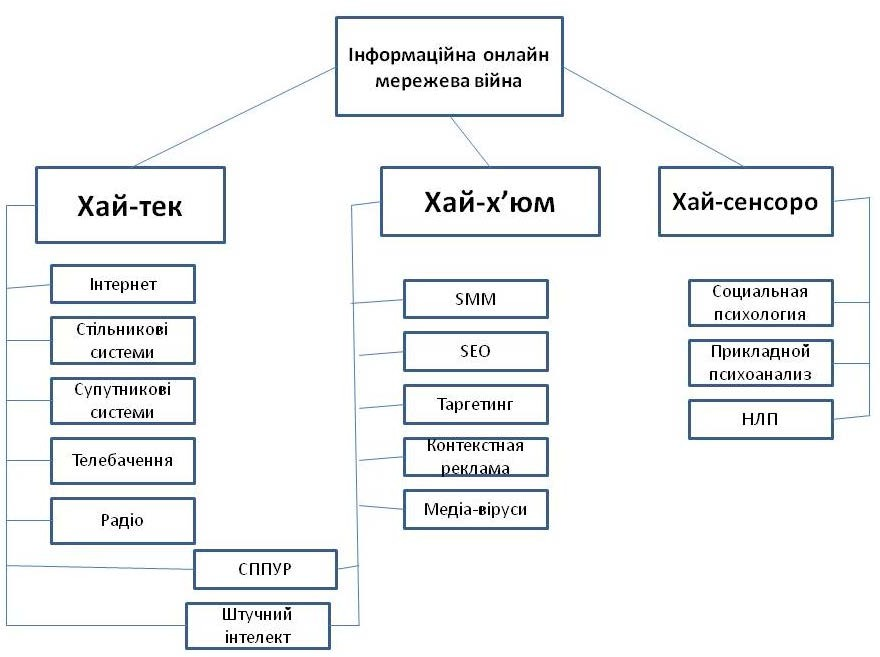 Інформаційна онлайн
мережева війна
Хай-тек
Хай-х’юм
Хай-сенсоро
Інтернет
Стільникові
системи
Супутникові
системи
Телебачення
Радіо
СППУР
Штучний
інтелект
SMM
SEO
Таргетинг
Контекстная
реклама
Медіа-віруси
Социальная
психология
Прикладной
психоанализ
НЛП